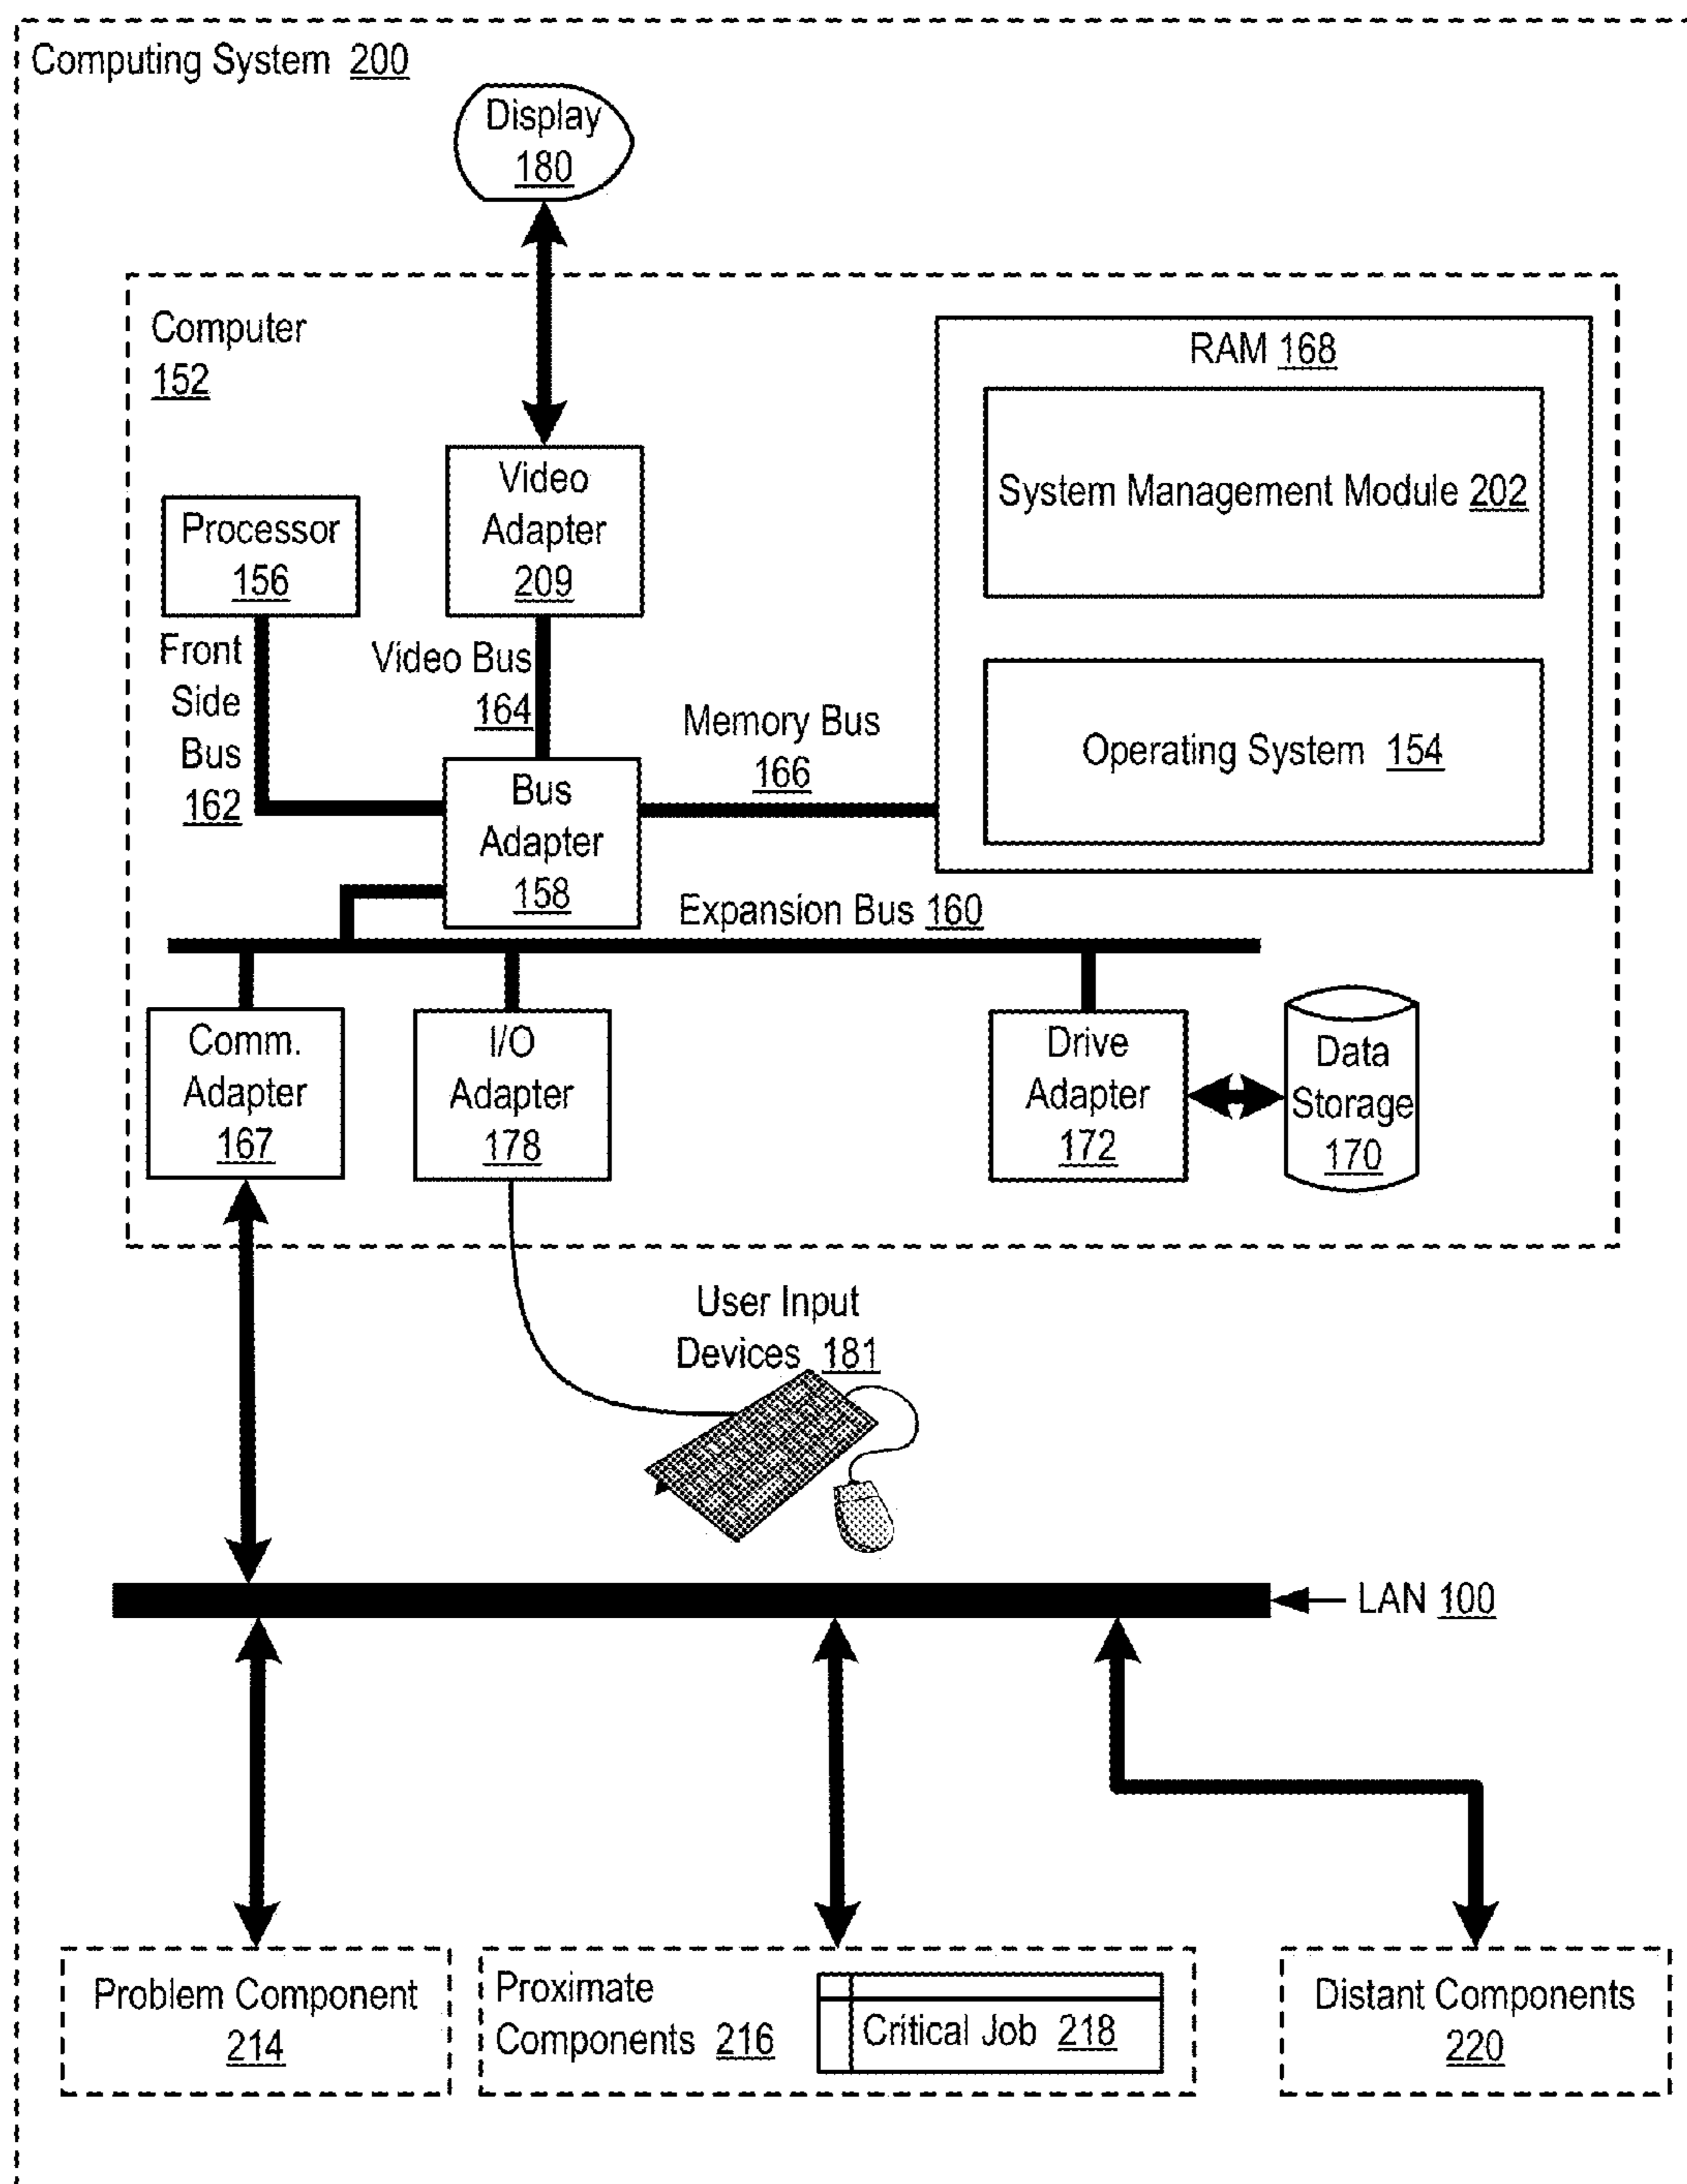 Computing System 200
Display
180
Computer
152
RAM 168
System Management Module 202
Operating System 154
Video
Adapter
209
Processor
156
Front
Side
Bus
162
Video Bus
164
Memory Bus
166
Bus
Adapter
158
Expansion Bus 160
Comm.
Adapter
167
I/O
Adapter
178
Drive
Adapter
172
Data
Storage
170
User Input
Devices 181
LAN 100
Problem Component
214
Proximate
Components 216
Critical Job 218
Distant Components
220